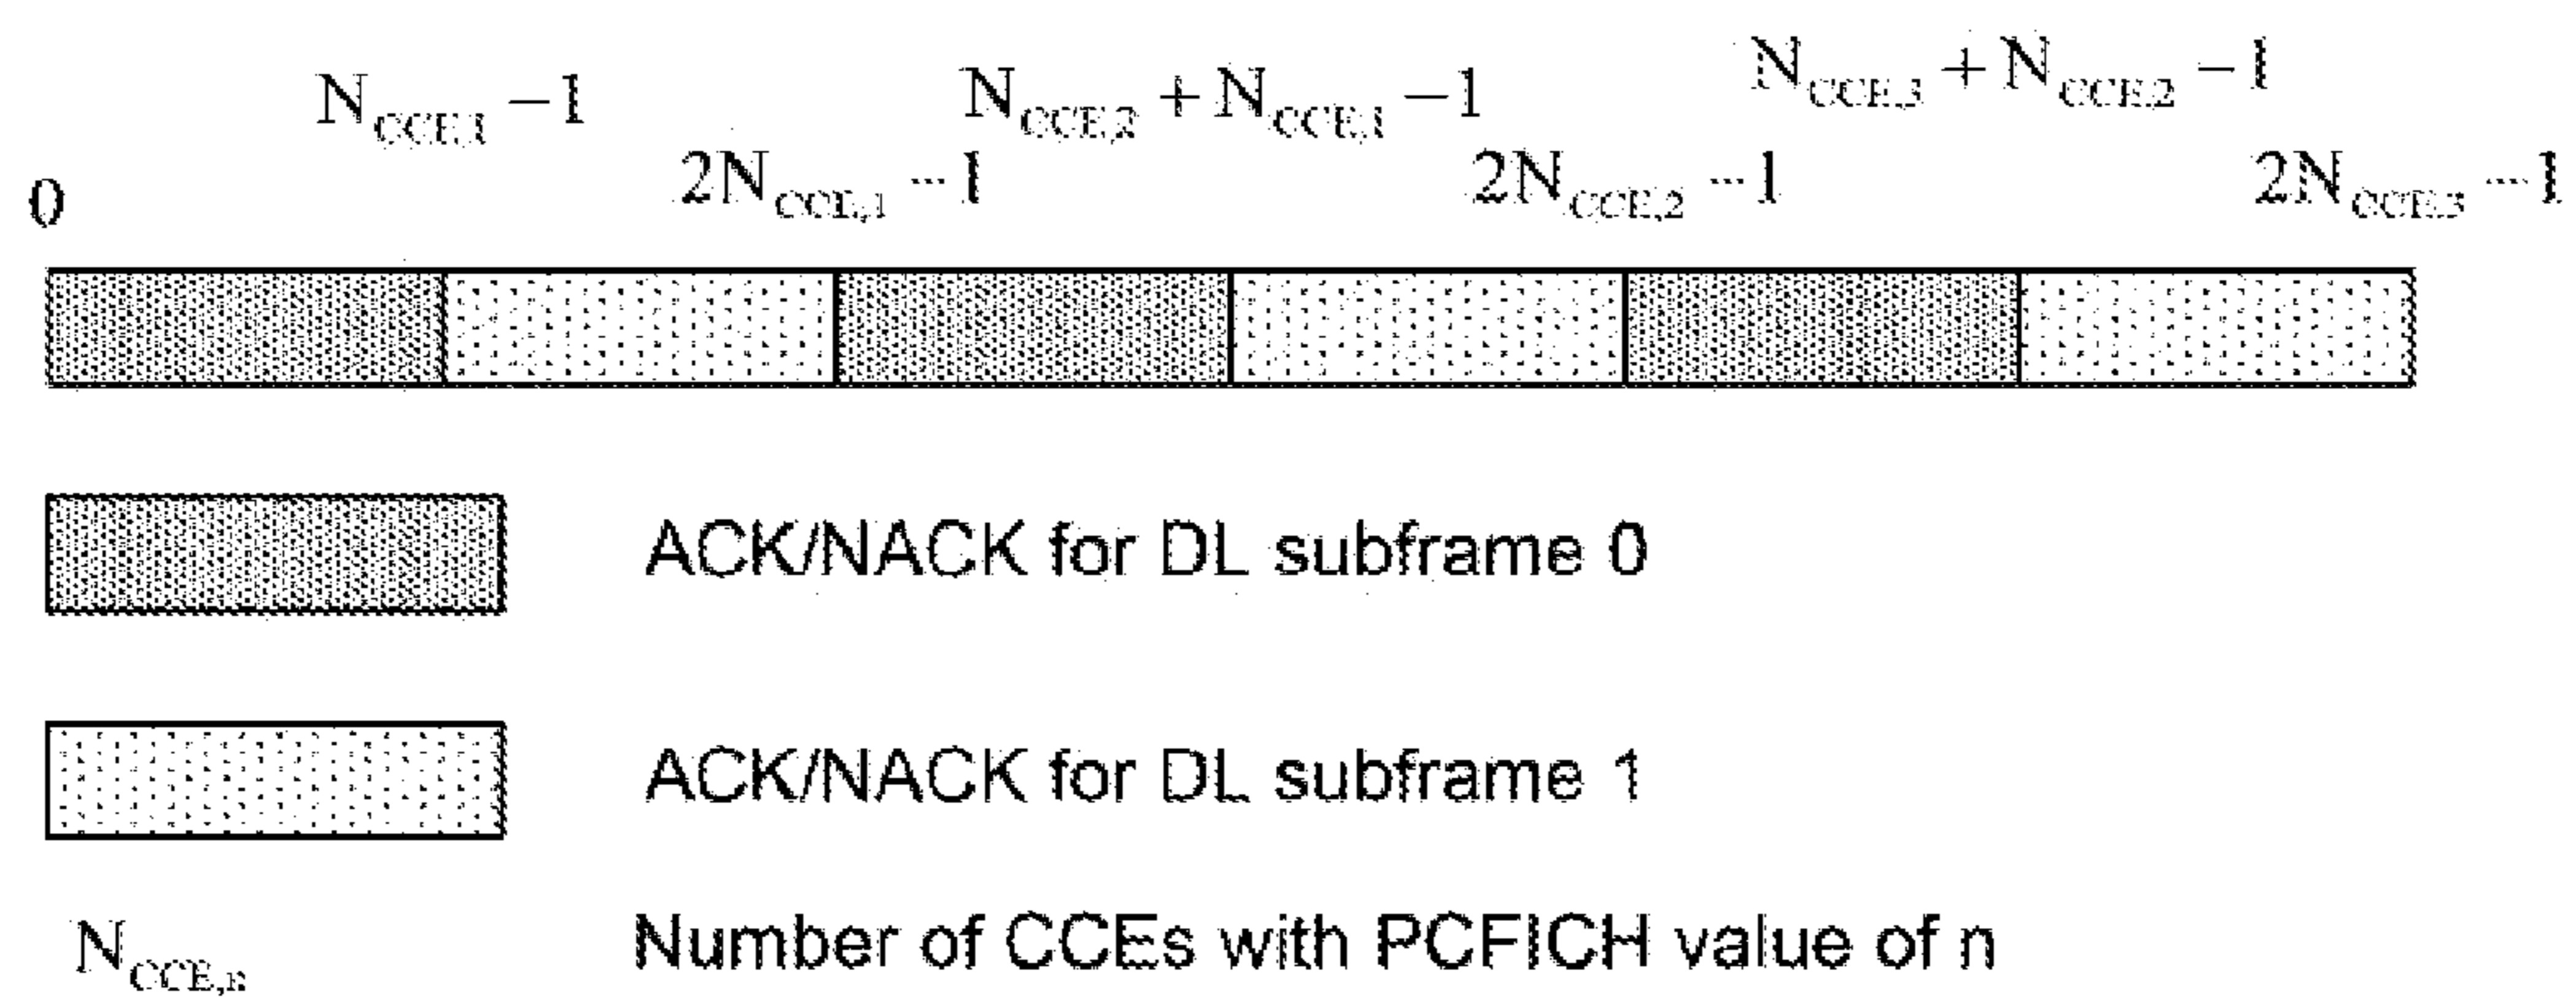 N_CCE,1 −1
N_CCE,2 + N_CCE,1 −1
N_CCE,3 + N_CCE,2 −1
0
2N_CCE,1 −1
2N_CCE,2 −1
2N_CCE,3 −1
ACK/NACK for DL subframe 0
ACK/NACK for DL subframe 1
N_CCE,n Number of CCEs with PCFICH value of n